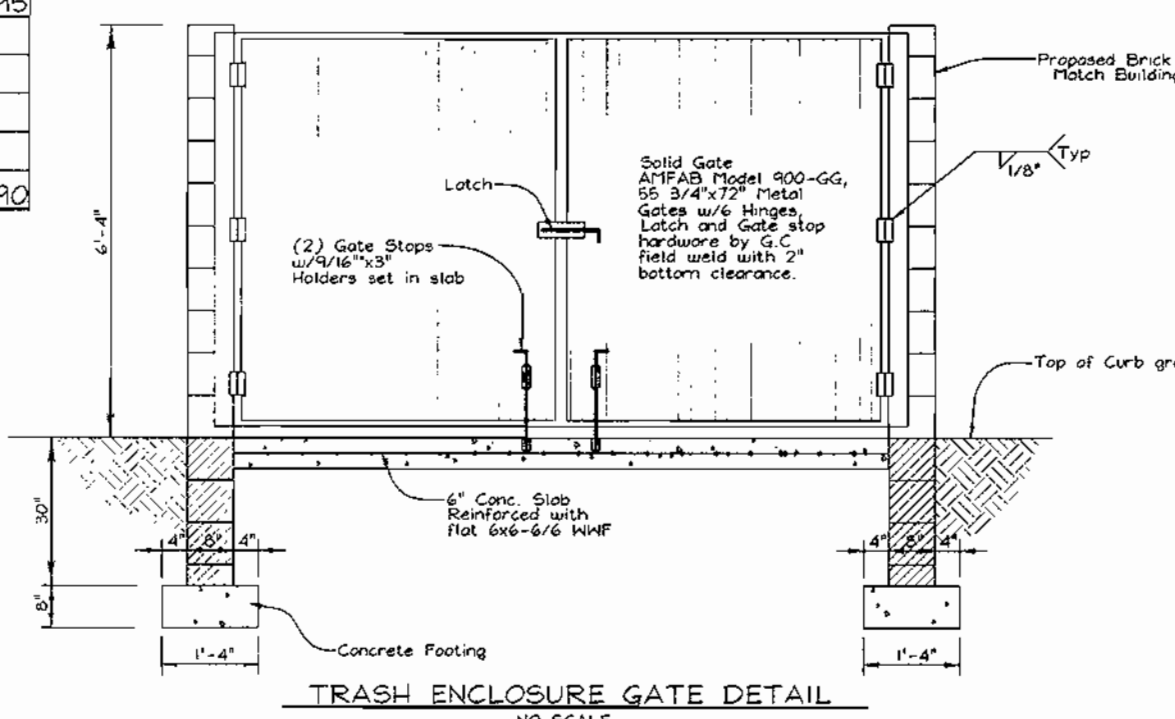 90
6'-4"
Proposed Brick
Match Building
1/8"
Typ
Latch
Solid Gate
AMFAB Model 900-GG,
55 3/4"x72" Metal
Gates w/6 Hinges,
Latch and Gate stop
hardware by G.C
field weld with 2"
bottom clearance.
(2) Gate Stops
w/9/16"x3"
Holders set in slab
Top of Curb
6" Conc. Slab
Reinforced with
flat 6x6-6/6 WWF
30"
4" 8" 4"
4" 8" 4"
8"
1'-4"
Concrete Footing
1'-4"
TRASH ENCLOSURE GATE DETAIL
NO SCALE